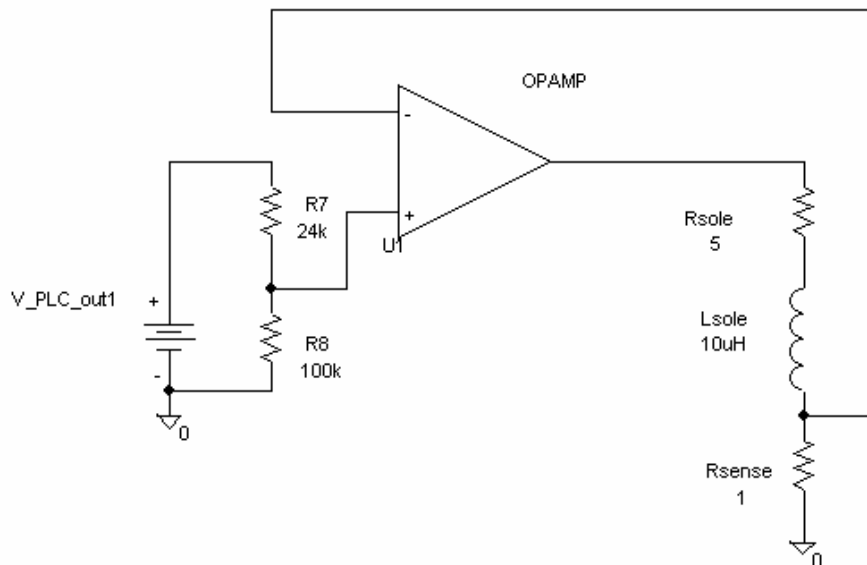 OPAMP
-
+
U1
R7
24k
V_PLC_out1
+
-
R8
100k
0
Rsole
5
Lsole
10uH
Rsense
1
0